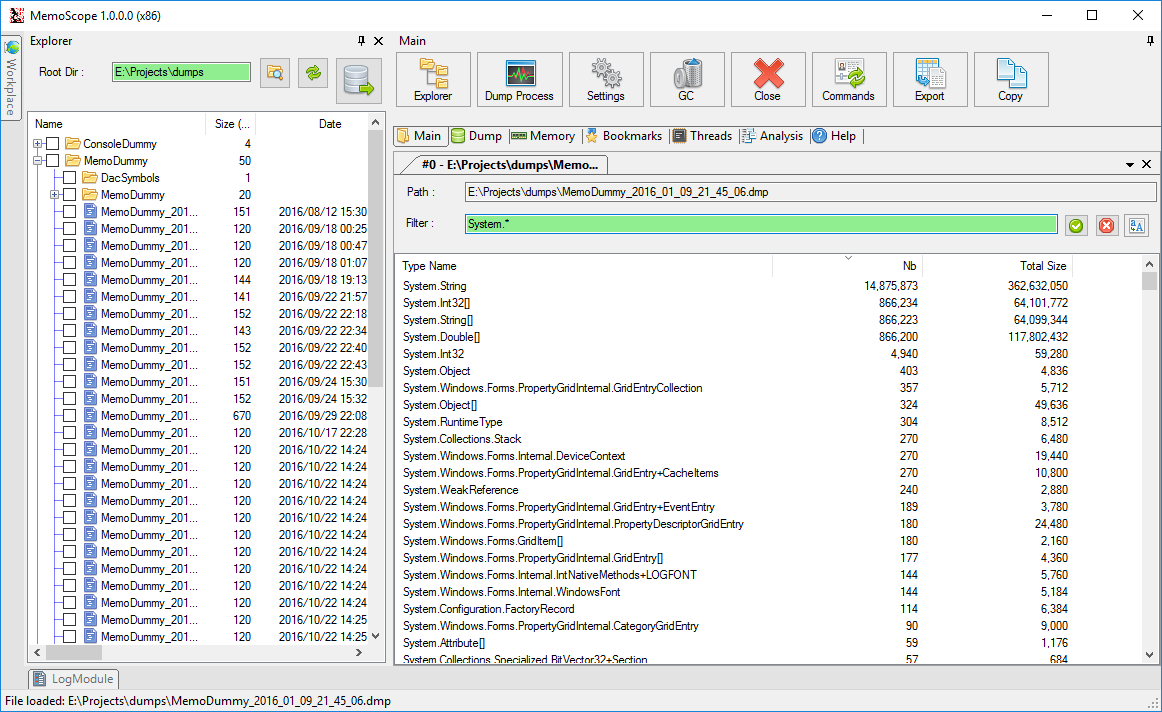 MemoScope 1.0.0.0 (x86)
Workplace
Explorer
Root Dir :
E:\Projects\dumps
Name Size (... Date
ConsoleDummy 4
MemoDummy 50
DacSymbols 1
MemoDummy 20
MemoDummy_201... 151 2016/08/12 15:30
MemoDummy_201... 120 2016/09/18 00:25
MemoDummy_201... 120 2016/09/18 00:47
MemoDummy_201... 120 2016/09/18 01:07
MemoDummy_201... 144 2016/09/18 19:13
MemoDummy_201... 141 2016/09/22 21:57
MemoDummy_201... 152 2016/09/22 22:18
MemoDummy_201... 143 2016/09/22 22:34
MemoDummy_201... 152 2016/09/22 22:40
MemoDummy_201... 152 2016/09/22 22:43
MemoDummy_201... 151 2016/09/24 15:30
MemoDummy_201... 152 2016/09/24 15:32
MemoDummy_201... 670 2016/09/29 22:08
MemoDummy_201... 120 2016/10/17 22:28
MemoDummy_201... 120 2016/10/22 14:24
MemoDummy_201... 120 2016/10/22 14:24
MemoDummy_201... 120 2016/10/22 14:24
MemoDummy_201... 120 2016/10/22 14:24
MemoDummy_201... 120 2016/10/22 14:24
MemoDummy_201... 120 2016/10/22 14:24
MemoDummy_201... 120 2016/10/22 14:24
MemoDummy_201... 120 2016/10/22 14:24
MemoDummy_201... 120 2016/10/22 14:24
MemoDummy_201... 120 2016/10/22 14:24
MemoDummy_201... 120 2016/10/22 14:25
MemoDummy_201... 120 2016/10/22 14:25
Main
Explorer Dump Process Settings GC Close Commands Export Copy
Main Dump Memory Bookmarks Threads Analysis Help
#0 - E:\Projects\dumps\Memo...
Path : E:\Projects\dumps\MemoDummy_2016_01_09_21_45_06.dmp
Filter : System.*
Type Name Nb Total Size
System.String 14,875,873 362,632,050
System.Int32[] 866,234 64,101,772
System.String[] 866,223 64,099,344
System.Double[] 866,200 117,802,432
System.Int32 4,940 59,280
System.Object 403 4,836
System.Windows.Forms.PropertyGridInternal.GridEntryCollection 357 5,712
System.Object[] 324 49,636
System.RuntimeType 304 8,512
System.Collections.Stack 270 6,480
System.Windows.Forms.Internal.DeviceContext 270 19,440
System.Windows.Forms.PropertyGridInternal.GridEntry+CacheItems 270 10,800
System.WeakReference 240 2,880
System.Windows.Forms.PropertyGridInternal.GridEntry+EventEntry 189 3,780
System.Windows.Forms.PropertyGridInternal.PropertyDescriptorGridEntry 180 24,480
System.Windows.Forms.GridItem[] 180 2,160
System.Windows.Forms.PropertyGridInternal.GridEntry[] 177 4,360
System.Windows.Forms.Internal.IntNativeMethods+LOGFONT 144 5,760
System.Windows.Forms.Internal.WindowsFont 144 5,184
System.Configuration.FactoryRecord 114 6,384
System.Windows.Forms.PropertyGridInternal.CategoryGridEntry 90 9,000
System.Attribute[] 59 1,176
System.Collections.Specialized.BitVector32+Section 57 684
LogModule
File loaded: E:\Projects\dumps\MemoDummy_2016_01_09_21_45_06.dmp